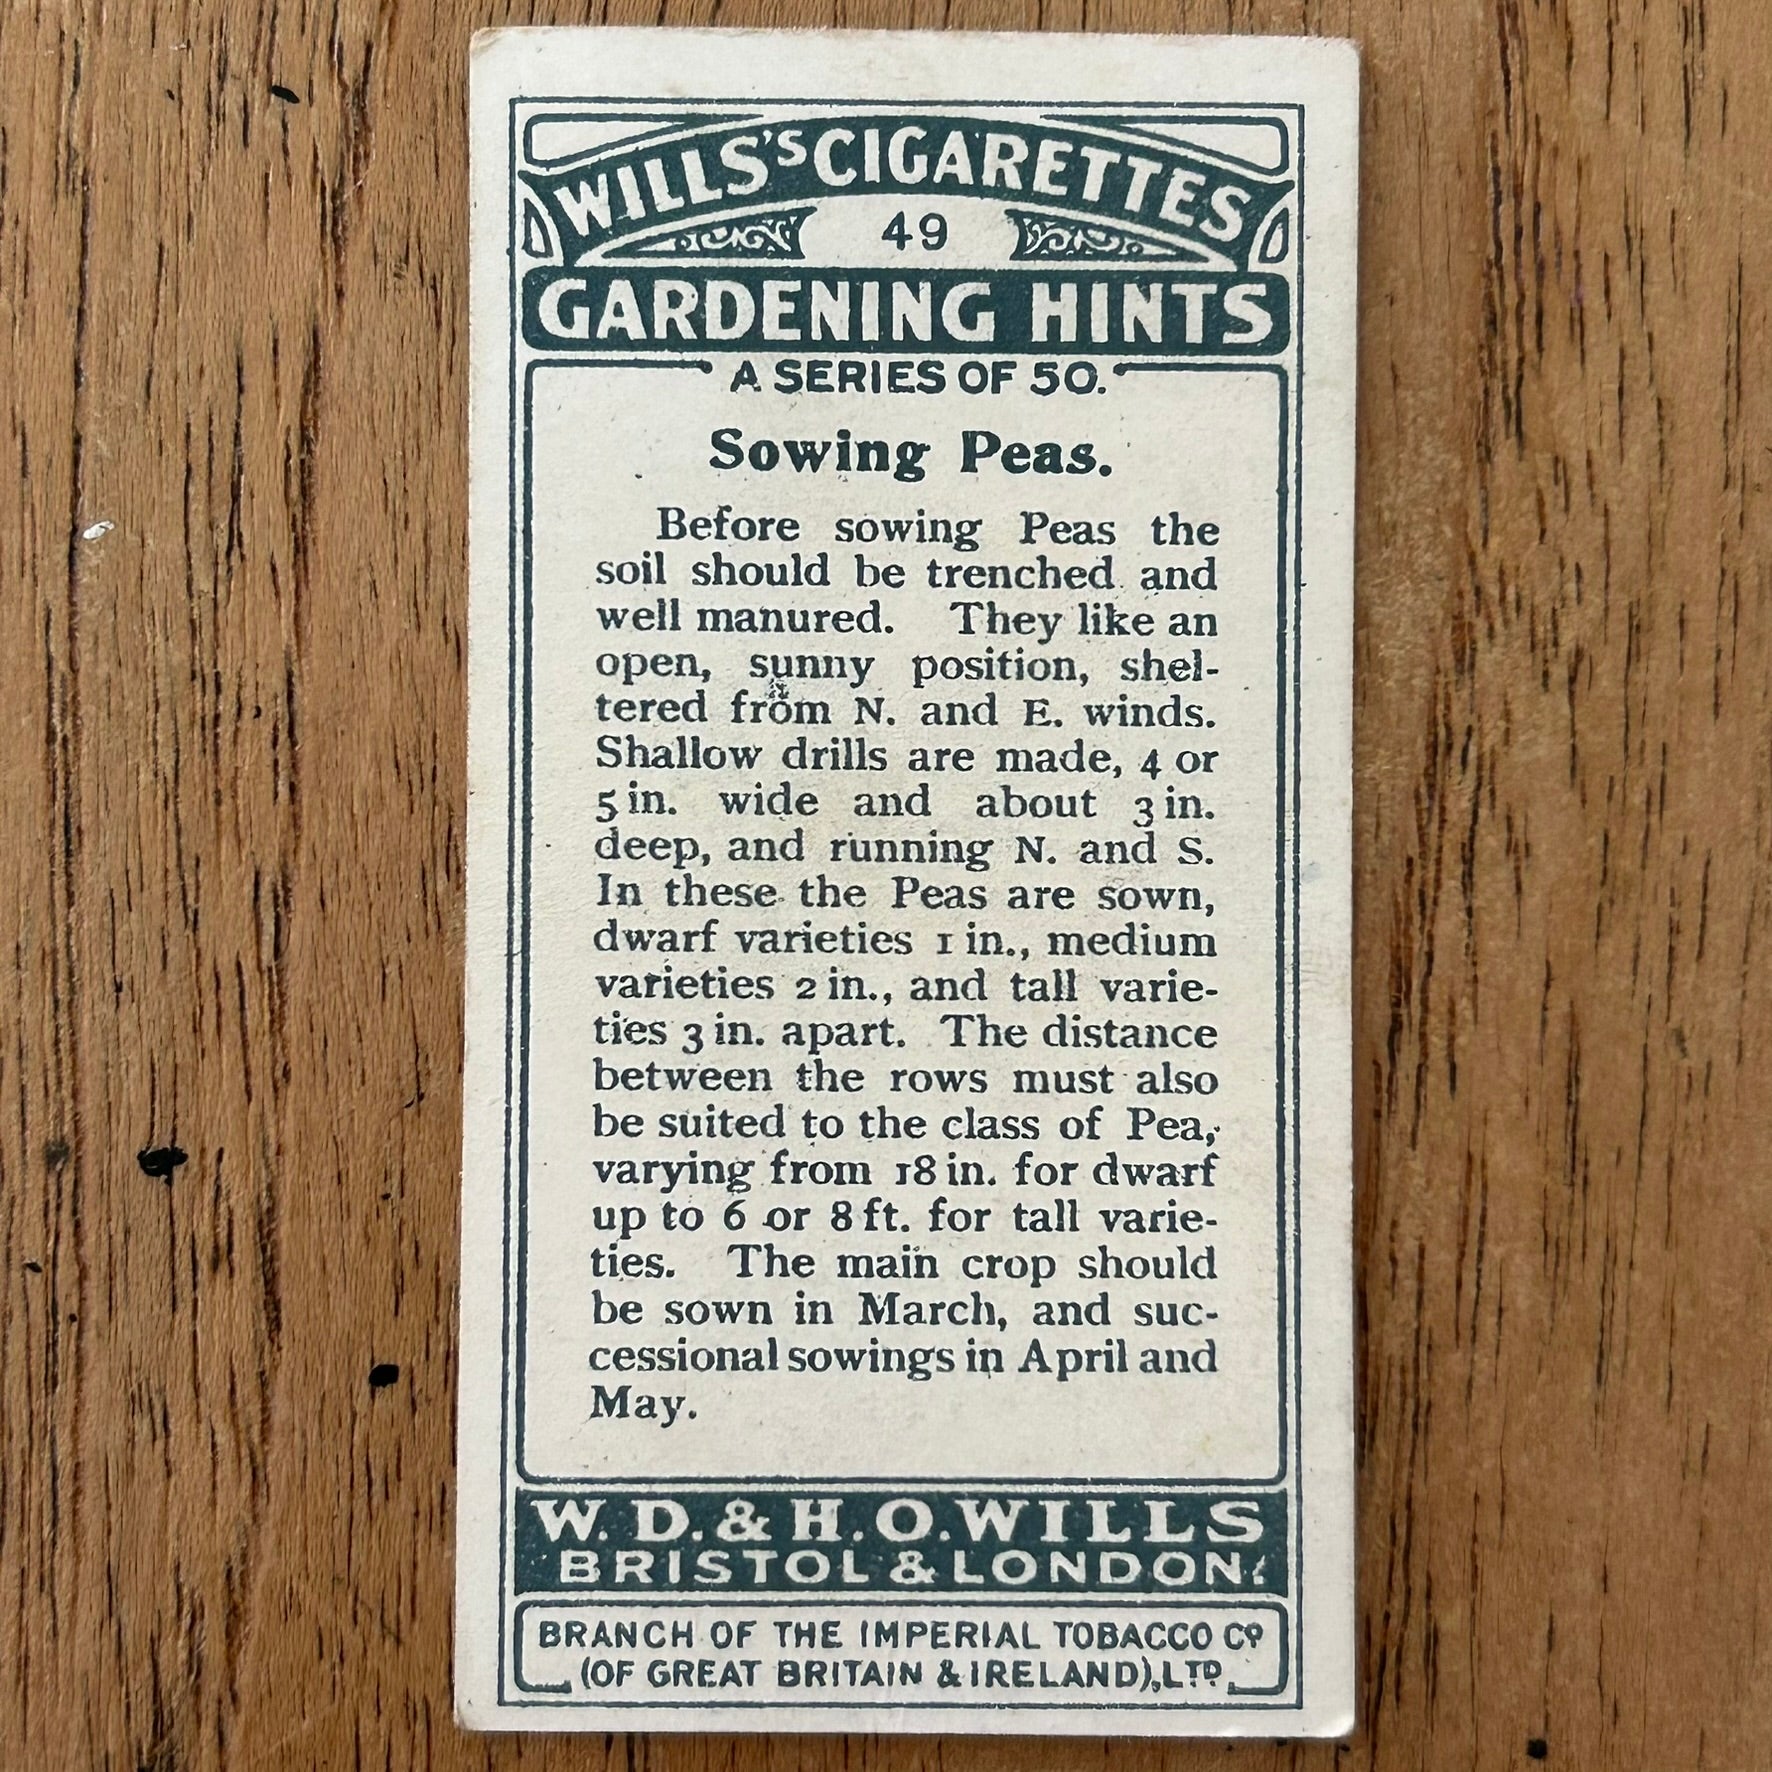 WILLS'S CIGARETTES
49
GARDENING HINTS
A SERIES OF 50.
Sowing Peas.
Before sowing Peas the
soil should be trenched and
well manured. They like an
open, sunny position, shel-
tered from N. and E. winds.
Shallow drills are made, 4 or
5 in. wide and about 3 in.
deep, and running N. and S.
In these the Peas are sown,
dwarf varieties 1 in., medium
varieties 2 in., and tall varie-
ties 3 in. apart. The distance
between the rows must also
be suited to the class of Pea,
varying from 18 in. for dwarf
up to 6 or 8 ft. for tall varie-
ties. The main crop should
be sown in March, and suc-
cessional sowings in April and
May.
W. D. & H. O. WILLS
BRISTOL & LONDON.
BRANCH OF THE IMPERIAL TOBACCO CO
(OF GREAT BRITAIN & IRELAND), LTD.